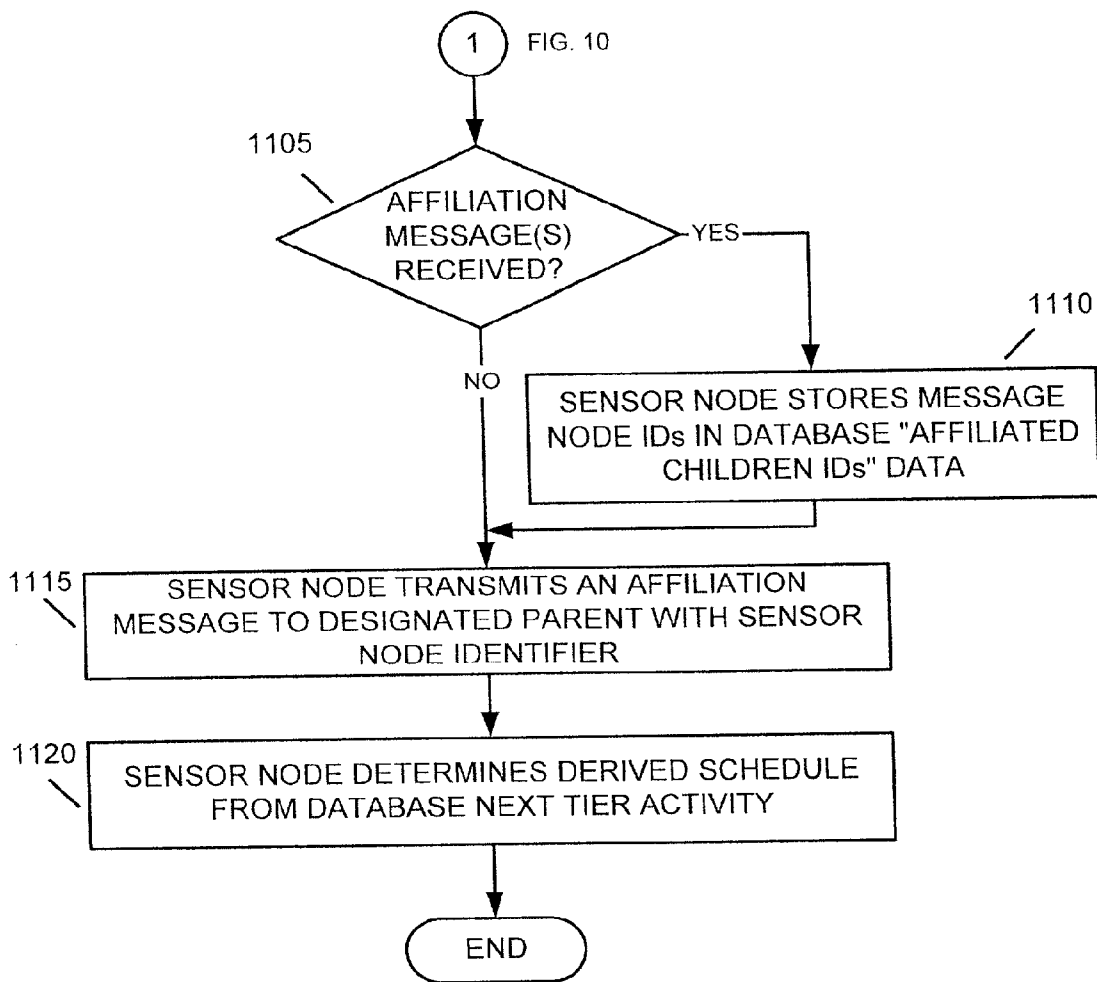 1
FIG. 10
1105
AFFILIATION
MESSAGE(S)
RECEIVED?
YES
1110
NO
SENSOR NODE STORES MESSAGE
NODE IDs IN DATABASE "AFFILIATED
CHILDREN IDs" DATA
1115
SENSOR NODE TRANSMITS AN AFFILIATION
MESSAGE TO DESIGNATED PARENT WITH SENSOR
NODE IDENTIFIER
1120
SENSOR NODE DETERMINES DERIVED SCHEDULE
FROM DATABASE NEXT TIER ACTIVITY
END